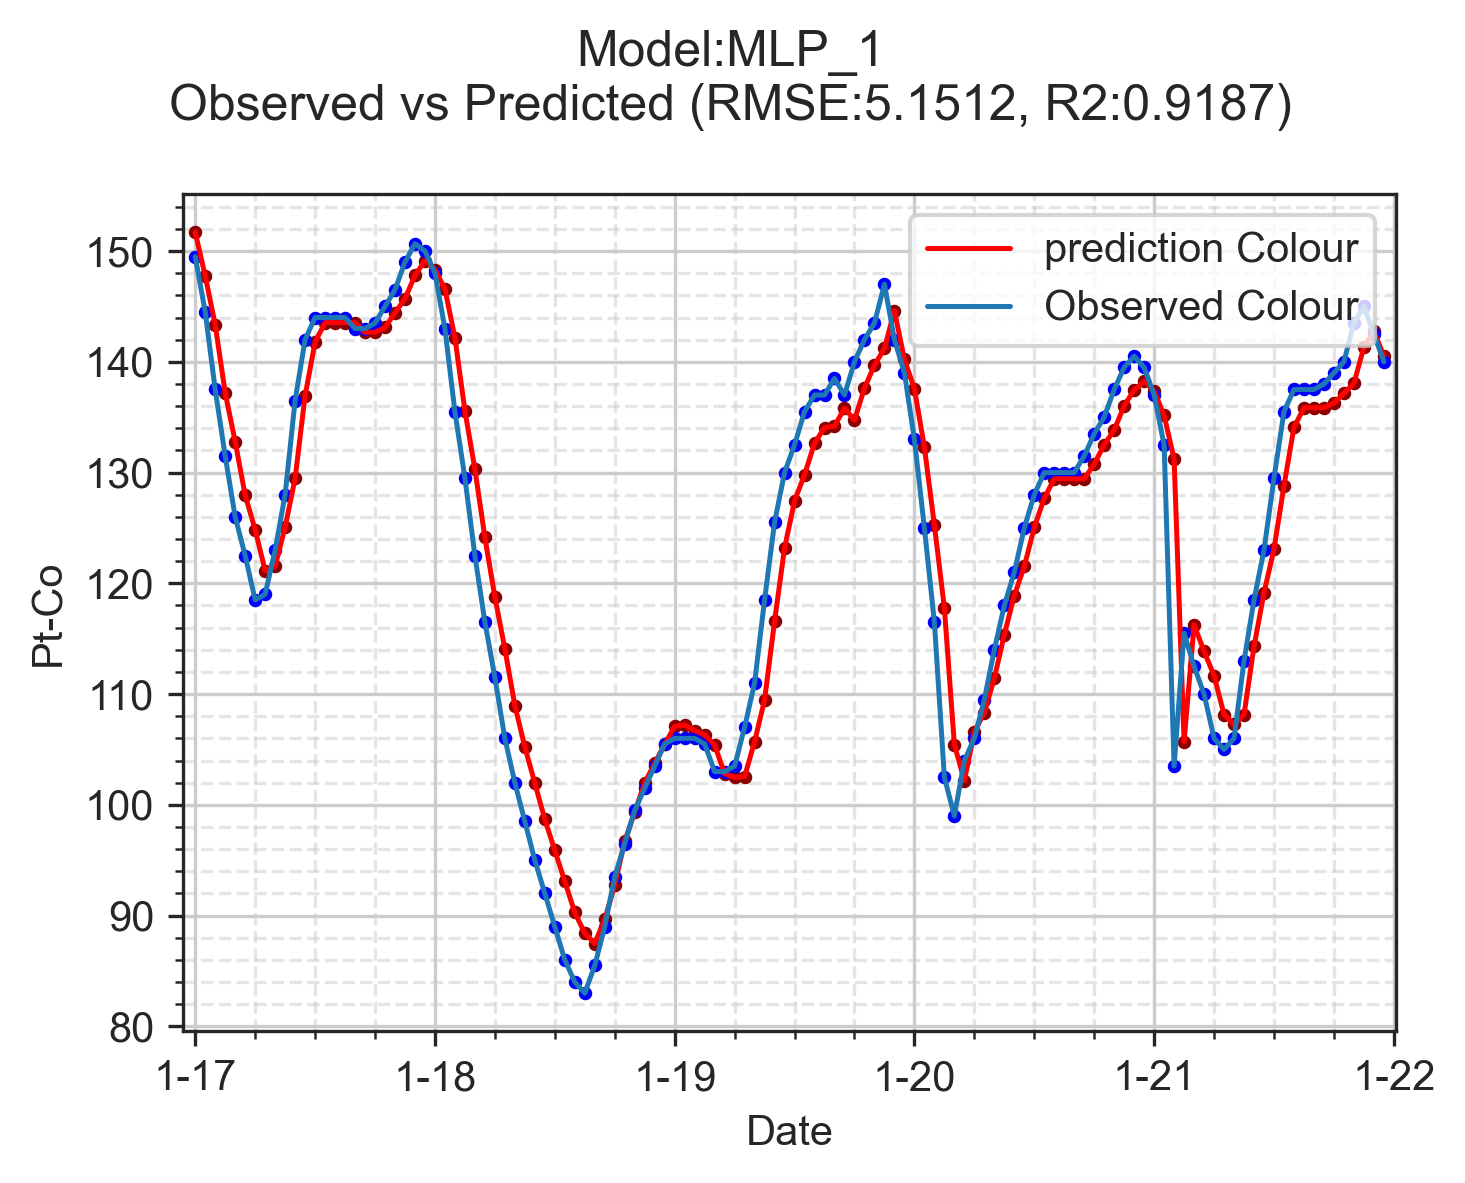 Model:MLP_1
Observed vs Predicted (RMSE:5.1512, R2:0.9187)
prediction Colour
Observed Colour
150
140
130
120
110
100
90
80
Pt-Co
1-17
1-18
1-19
1-20
1-21
1-22
Date